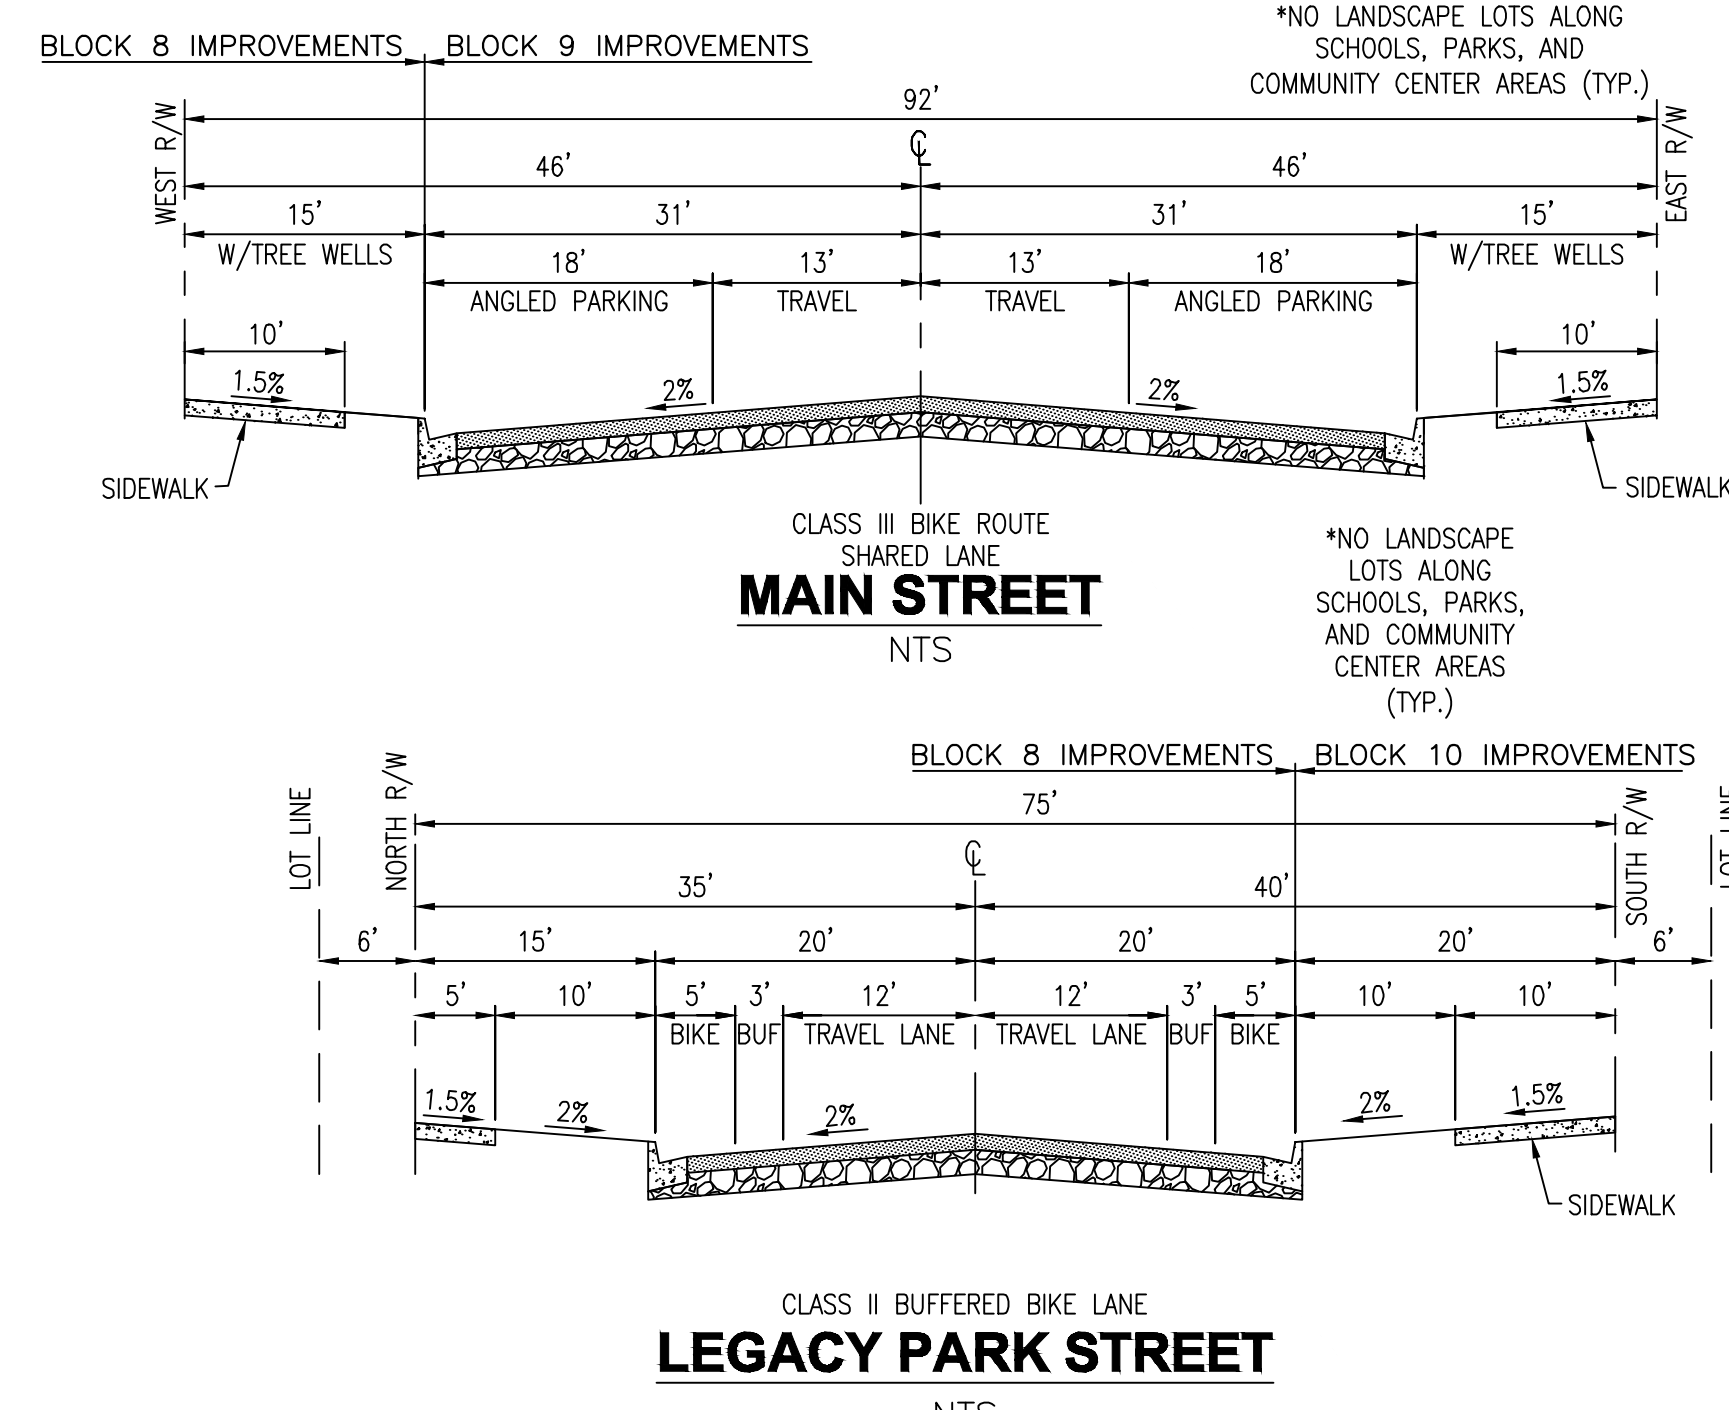 *NO LANDSCAPE LOTS ALONG
SCHOOLS, PARKS, AND
COMMUNITY CENTER AREAS (TYP.)
BLOCK 8 IMPROVEMENTS
BLOCK 9 IMPROVEMENTS
92'
WEST R/W
EAST R/W
℄
46'
46'
15'
31'
31'
15'
W/TREE WELLS
W/TREE WELLS
18'
13'
13'
18'
ANGLED PARKING
TRAVEL
TRAVEL
ANGLED PARKING
10'
10'
1.5%
2%
2%
1.5%
SIDEWALK
SIDEWALK
CLASS III BIKE ROUTE
SHARED LANE
MAIN STREET
NTS
*NO LANDSCAPE
LOTS ALONG
SCHOOLS, PARKS,
AND COMMUNITY
CENTER AREAS
(TYP.)
BLOCK 8 IMPROVEMENTS
BLOCK 10 IMPROVEMENTS
75'
LOT LINE
NORTH R/W
SOUTH R/W
LOT LINE
℄
35'
40'
6'
15'
20'
20'
20'
6'
5'
10'
5'
3'
12'
12'
3'
5'
10'
10'
BIKE
BUF
TRAVEL LANE
TRAVEL LANE
BUF
BIKE
1.5%
2%
2%
2%
1.5%
SIDEWALK
CLASS II BUFFERED BIKE LANE
LEGACY PARK STREET
NTS